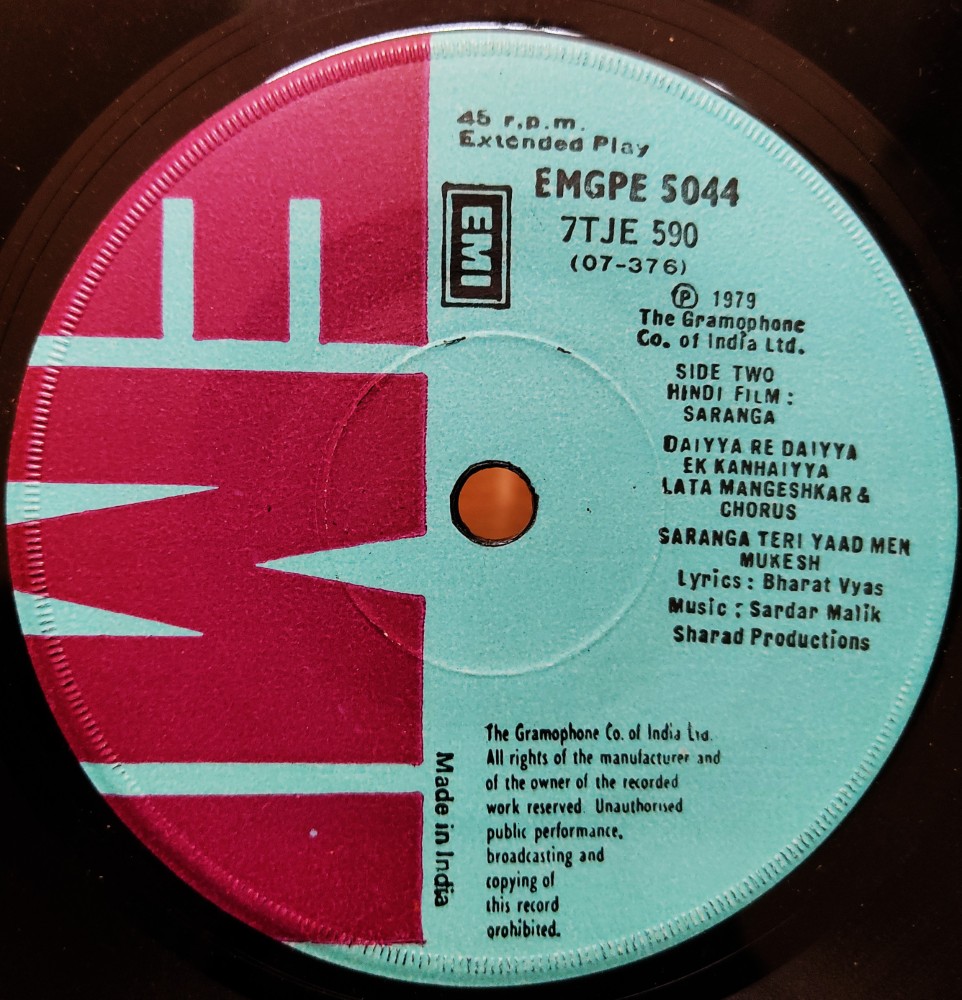 45 r.p.m.
Extended Play
EMGPE 5044
EMI
7TJE 590
(07-376)
Ⓟ 1979
The Gramophone
Co. of India Ltd.
SIDE TWO
HINDI FILM :
SARANGA
DAIYYA RE DAIYYA
EK KANHAIYYA
LATA MANGESHKAR &
CHORUS
SARANGA TERI YAAD MEN
MUKESH
Lyrics : Bharat Vyas
Music : Sardar Malik
Sharad Productions
The Gramophone Co. of India Ltd.
All rights of the manufacturer and
of the owner of the recorded
work reserved. Unauthorised
public performance,
broadcasting and
copying of
this record
prohibited.
Made in India
EMI